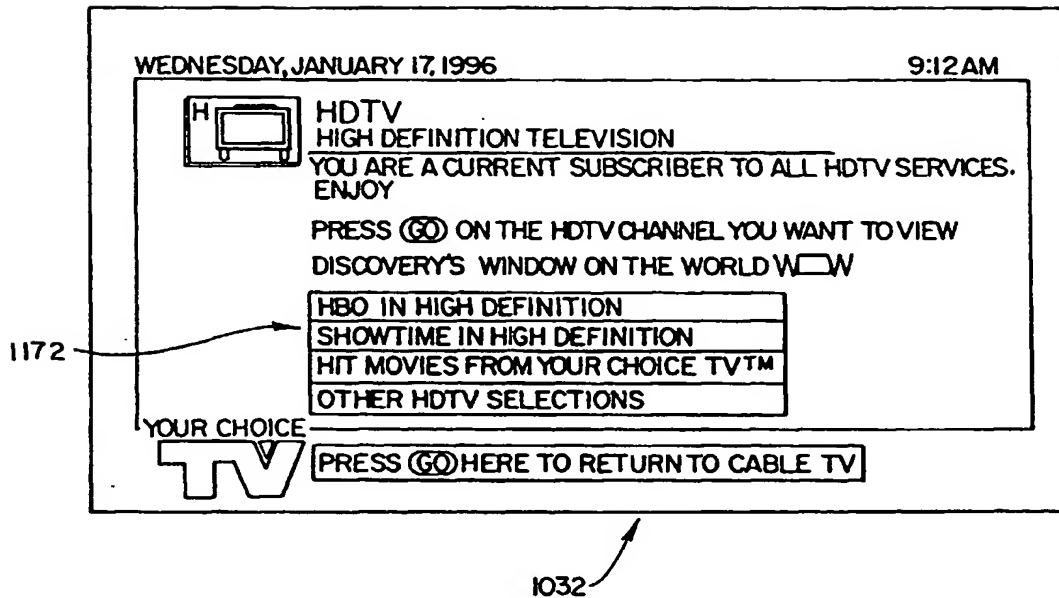 WEDNESDAY, JANUARY 17, 1996 9:12 AM
H HDTV
HIGH DEFINITION TELEVISION
YOU ARE A CURRENT SUBSCRIBER TO ALL HDTV SERVICES.
ENJOY
PRESS GO ON THE HDTV CHANNEL YOU WANT TO VIEW
DISCOVERY'S WINDOW ON THE WORLD WOW
HBO IN HIGH DEFINITION
SHOWTIME IN HIGH DEFINITION
1172
HIT MOVIES FROM YOUR CHOICE TV™
OTHER HDTV SELECTIONS
YOUR CHOICE
TV
PRESS GO HERE TO RETURN TO CABLE TV
1032